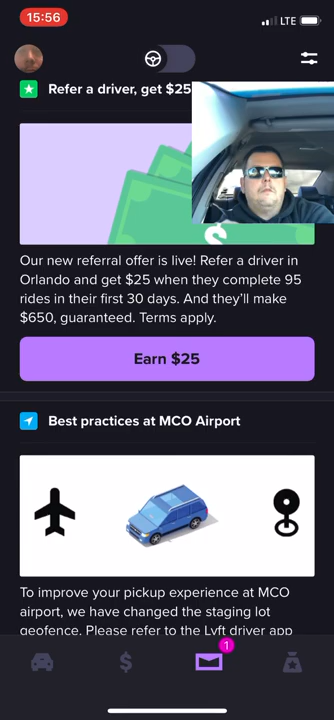 15:56
LTE
Refer a driver, get $25
Our new referral offer is live! Refer a driver in
Orlando and get $25 when they complete 95
rides in their first 30 days. And they'll make
$650, guaranteed. Terms apply.
Earn $25
Best practices at MCO Airport
To improve your pickup experience at MCO
airport, we have changed the staging lot
geofence. Please refer to the Lyft driver app
1